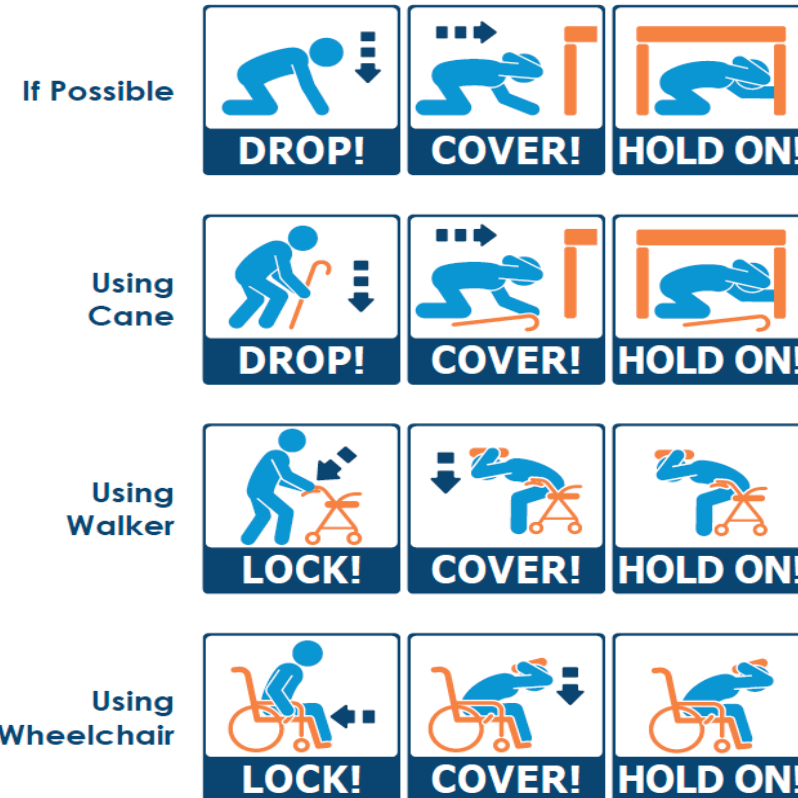 If Possible
DROP!
COVER!
HOLD ON!
Using
Cane
DROP!
COVER!
HOLD ON!
Using
Walker
LOCK!
COVER!
HOLD ON!
Using
Wheelchair
LOCK!
COVER!
HOLD ON!